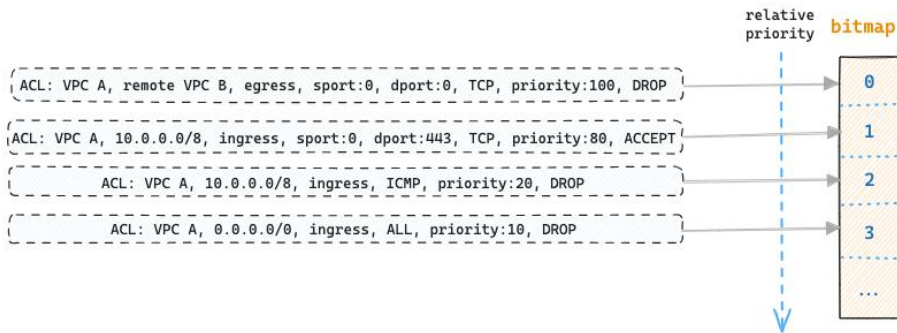 relative
priority
bitmap
ACL: VPC A, remote VPC B, egress, sport:0, dport:0, TCP, priority:100, DROP
0
ACL: VPC A, 10.0.0.0/8, ingress, sport:0, dport:443, TCP, priority:80, ACCEPT
1
ACL: VPC A, 10.0.0.0/8, ingress, ICMP, priority:20, DROP
2
ACL: VPC A, 0.0.0.0/0, ingress, ALL, priority:10, DROP
3
...